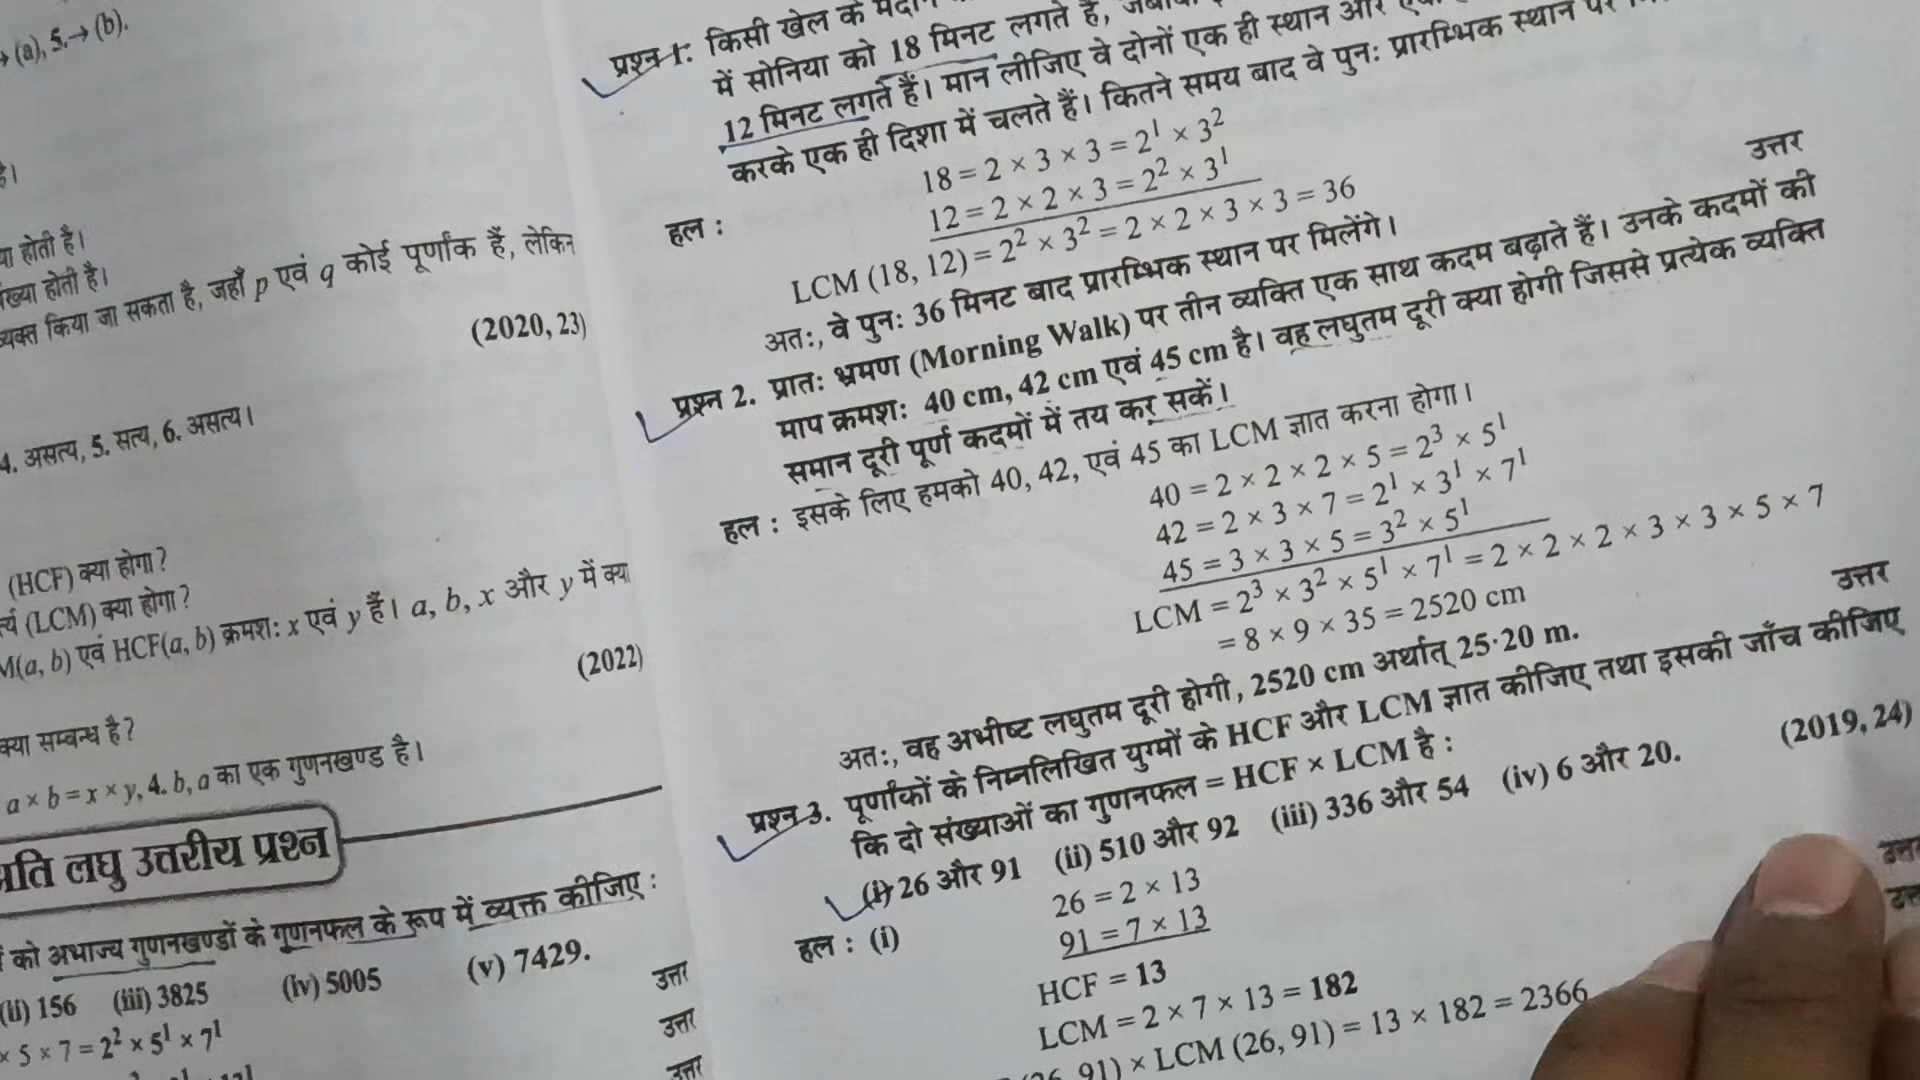 (a), 5.→ (b).
है।
होती है।
होती है।
व्यक्त किया जा सकता है, जहाँ p एवं q कोई पूर्णांक हैं, लेकिन
(2020, 23)
4. असत्य, 5. सत्य, 6. असत्य।
(HCF) क्या होगा?
(LCM) क्या होगा?
(a, b) एवं HCF(a, b) क्रमश: x एवं y हैं। a, b, x और y में क्या
(2022)
क्या सम्बन्ध है?
a × b = x × y, 4. b, a का एक गुणनखण्ड है।
अति लघु उत्तरीय प्रश्न
को अभाज्य गुणनखण्डों के गुणनफल के रूप में व्यक्त कीजिए :
(ii) 156 (iii) 3825 (iv) 5005 (v) 7429.
उत्तर
× 5 × 7 = 2² × 5¹ × 7¹
उत्तर
उत्तर
प्रश्न 1. किसी खेल के
में सोनिया को 18 मिनट लगते हैं,
12 मिनट लगते हैं। मान लीजिए वे दोनों एक ही स्थान और
करके एक ही दिशा में चलते हैं। कितने समय बाद वे पुन: प्रारम्भिक स्थान पर
हल : 18 = 2 × 3 × 3 = 2¹ × 3²
12 = 2 × 2 × 3 = 2² × 3¹
LCM (18, 12) = 2² × 3² = 2 × 2 × 3 × 3 = 36
अत:, वे पुन: 36 मिनट बाद प्रारम्भिक स्थान पर मिलेंगे। उत्तर
प्रश्न 2. प्रात: भ्रमण (Morning Walk) पर तीन व्यक्ति एक साथ कदम बढ़ाते हैं। उनके कदमों की
माप क्रमश: 40 cm, 42 cm एवं 45 cm है। वह लघुतम दूरी क्या होगी जिससे प्रत्येक व्यक्ति
समान दूरी पूर्ण कदमों में तय कर सकें।
हल : इसके लिए हमको 40, 42, एवं 45 का LCM ज्ञात करना होगा।
40 = 2 × 2 × 2 × 5 = 2³ × 5¹
42 = 2 × 3 × 7 = 2¹ × 3¹ × 7¹
45 = 3 × 3 × 5 = 3² × 5¹
LCM = 2³ × 3² × 5¹ × 7¹ = 2 × 2 × 2 × 3 × 3 × 5 × 7
= 8 × 9 × 35 = 2520 cm
अत:, वह अभीष्ट लघुतम दूरी होगी, 2520 cm अर्थात् 25·20 m. उत्तर
प्रश्न 3. पूर्णांकों के निम्नलिखित युग्मों के HCF और LCM ज्ञात कीजिए तथा इसकी जाँच कीजिए
कि दो संख्याओं का गुणनफल = HCF × LCM है : (2019, 24)
(i) 26 और 91 (ii) 510 और 92 (iii) 336 और 54 (iv) 6 और 20.
हल : (i) 26 = 2 × 13
91 = 7 × 13
HCF = 13
LCM = 2 × 7 × 13 = 182
91) × LCM (26, 91) = 13 × 182 = 2366